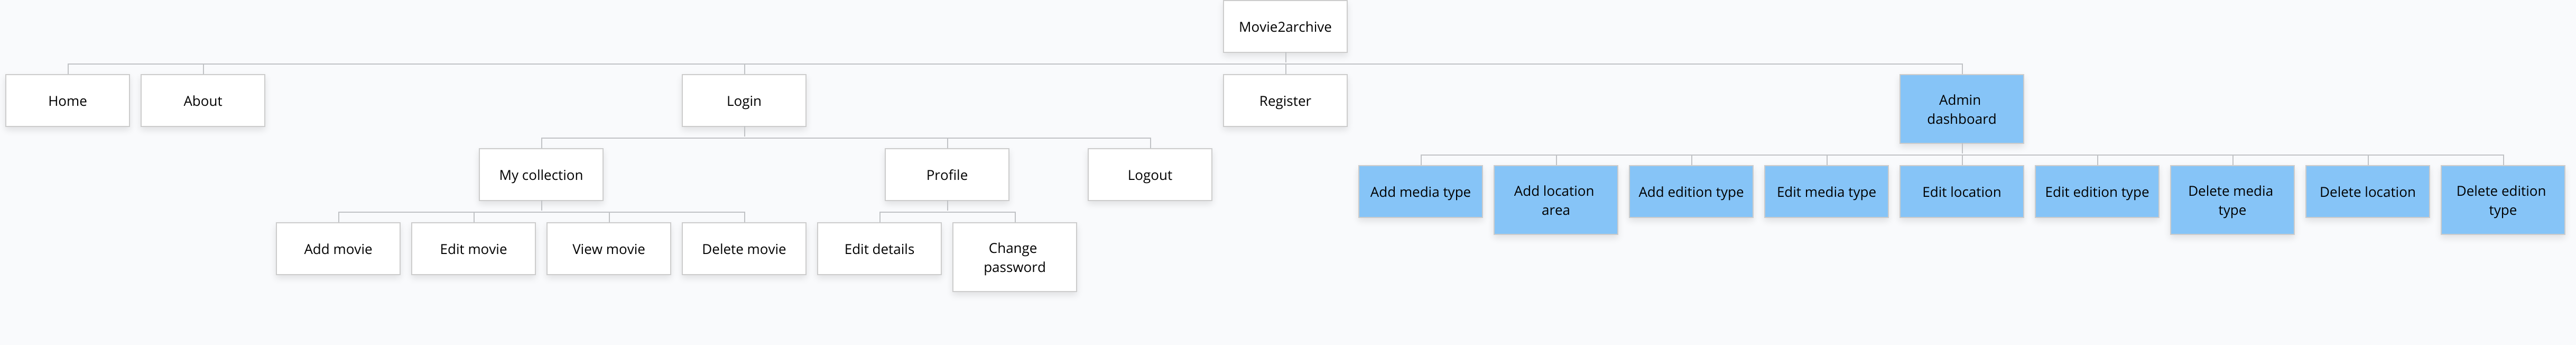 Movie2archive
Home
About
Login
Register
Admin
dashboard
My collection
Profile
Logout
Add media type
Add location
area
Add edition type
Edit media type
Edit location
Edit edition type
Delete media
type
Delete location
Delete edition
type
Add movie
Edit movie
View movie
Delete movie
Edit details
Change
password